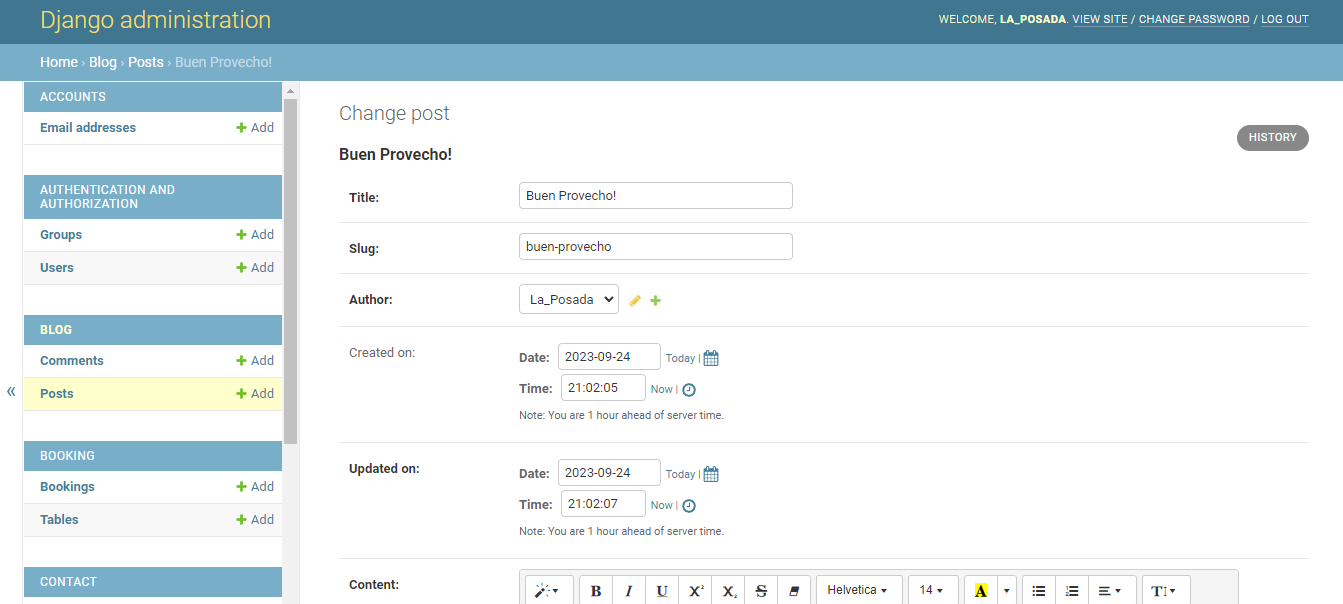 Django administration
WELCOME, LA_POSADA. VIEW SITE / CHANGE PASSWORD / LOG OUT
Home › Blog › Posts › Buen Provecho!
ACCOUNTS
Email addresses
Add
AUTHENTICATION AND
AUTHORIZATION
Groups
Add
Users
Add
BLOG
Comments
Add
Posts
Add
«
BOOKING
Bookings
Add
Tables
Add
CONTACT
Change post
HISTORY
Buen Provecho!
Title:
Buen Provecho!
Slug:
buen-provecho
Author:
La_Posada
Created on:
Date: 2023-09-24 Today |
Time: 21:02:05 Now |
Note: You are 1 hour ahead of server time.
Updated on:
Date: 2023-09-24 Today |
Time: 21:02:07 Now |
Note: You are 1 hour ahead of server time.
Content:
B I U X² X₂ S Helvetica 14 A T